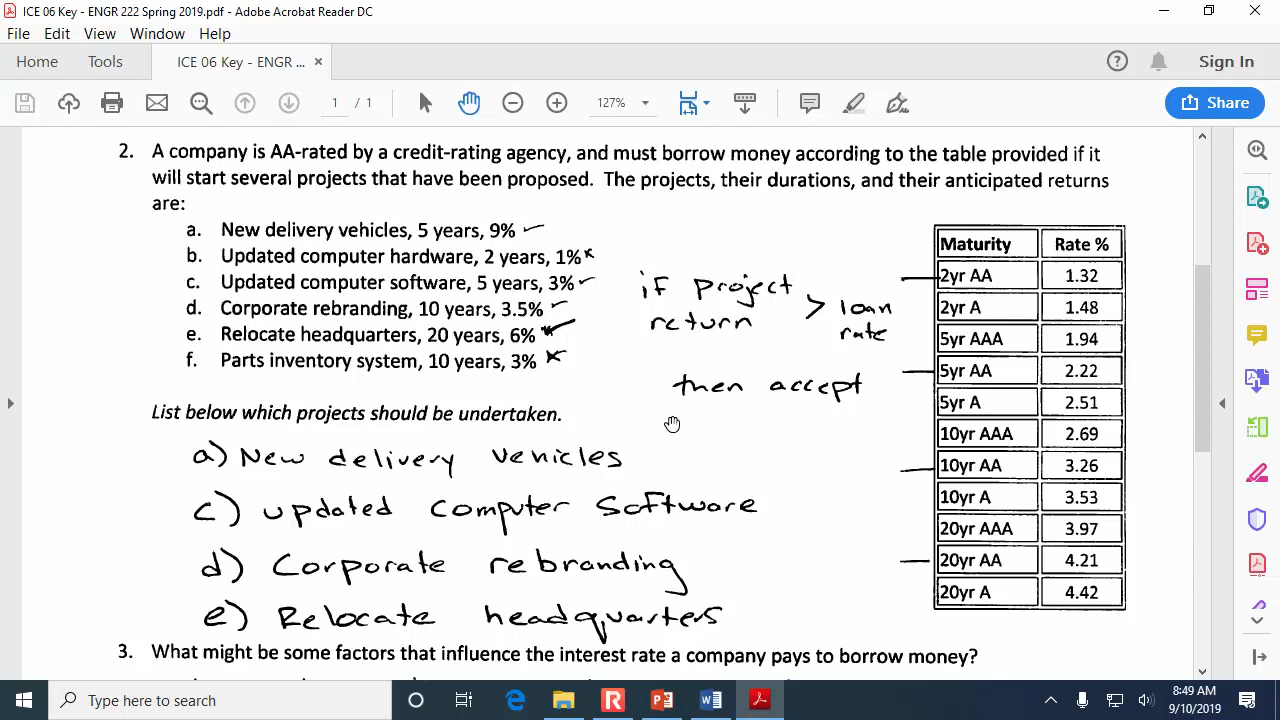 ICE 06 Key - ENGR 222 Spring 2019.pdf - Adobe Acrobat Reader DC
File Edit View Window Help
Home Tools ICE 06 Key - ENGR ... × Sign In
1 / 1 127% Share
2. A company is AA-rated by a credit-rating agency, and must borrow money according to the table provided if it
will start several projects that have been proposed. The projects, their durations, and their anticipated returns
are:
a. New delivery vehicles, 5 years, 9%
b. Updated computer hardware, 2 years, 1%
c. Updated computer software, 5 years, 3%
d. Corporate rebranding, 10 years, 3.5%
e. Relocate headquarters, 20 years, 6%
f. Parts inventory system, 10 years, 3%
if project
return > loan
rate
then accept
Maturity Rate %
2yr AA 1.32
2yr A 1.48
5yr AAA 1.94
5yr AA 2.22
5yr A 2.51
10yr AAA 2.69
10yr AA 3.26
10yr A 3.53
20yr AAA 3.97
20yr AA 4.21
20yr A 4.42
List below which projects should be undertaken.
a) New delivery vehicles
c) updated computer software
d) Corporate rebranding
e) Relocate headquarters
3. What might be some factors that influence the interest rate a company pays to borrow money?
Type here to search
8:49 AM
9/10/2019